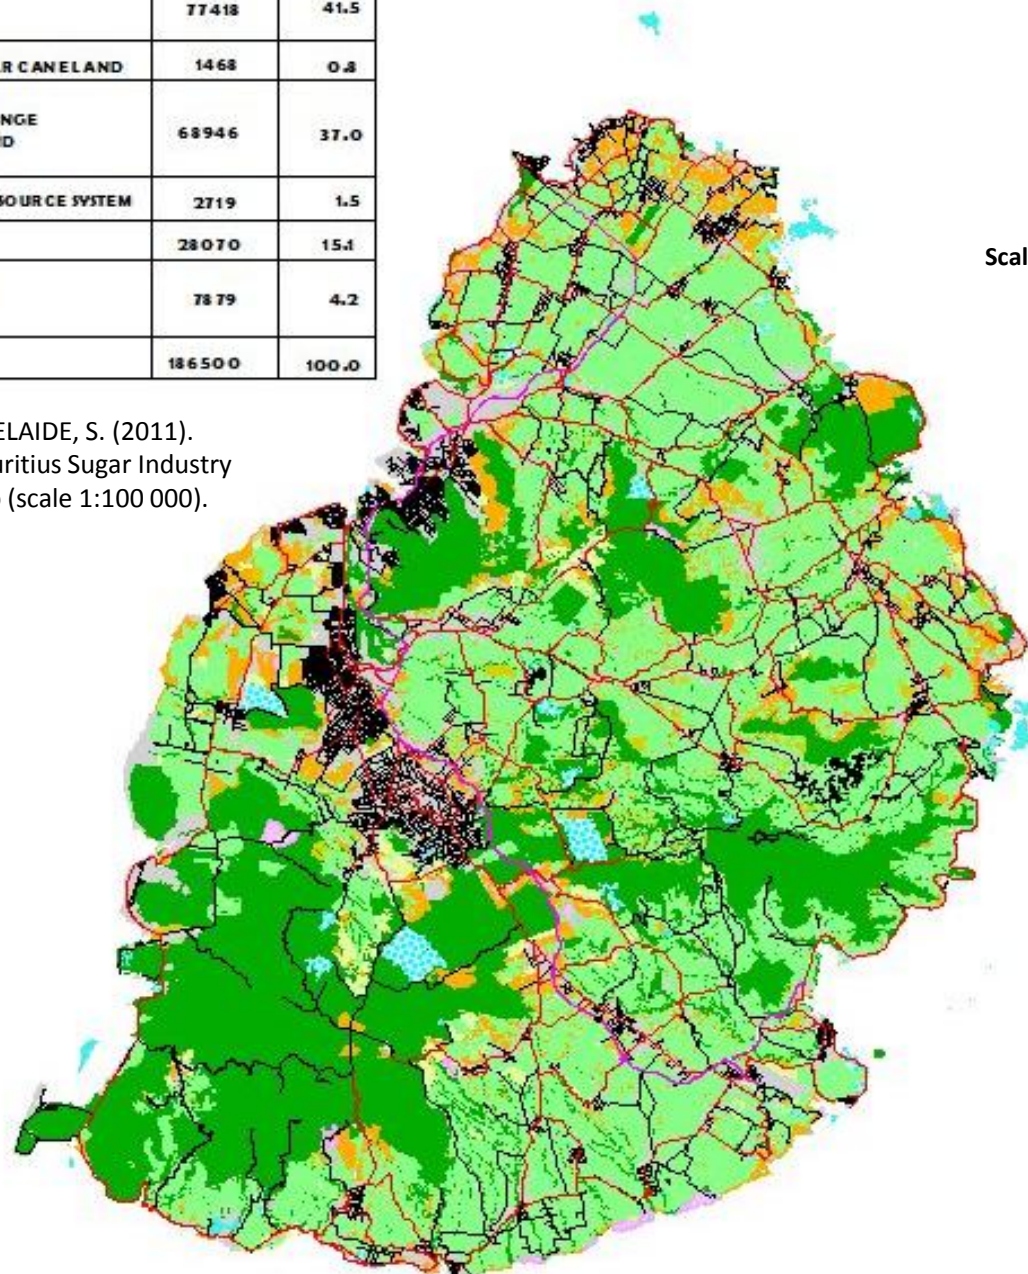 77418 41.5
R CANELAND 1468 0.8
NGE
D 68946 37.0
SOURCE SYSTEM 2719 1.5
28070 15.1
7879 4.2
186500 100.0
Scal
ELAIDE, S. (2011).
uritius Sugar Industry
(scale 1:100 000).